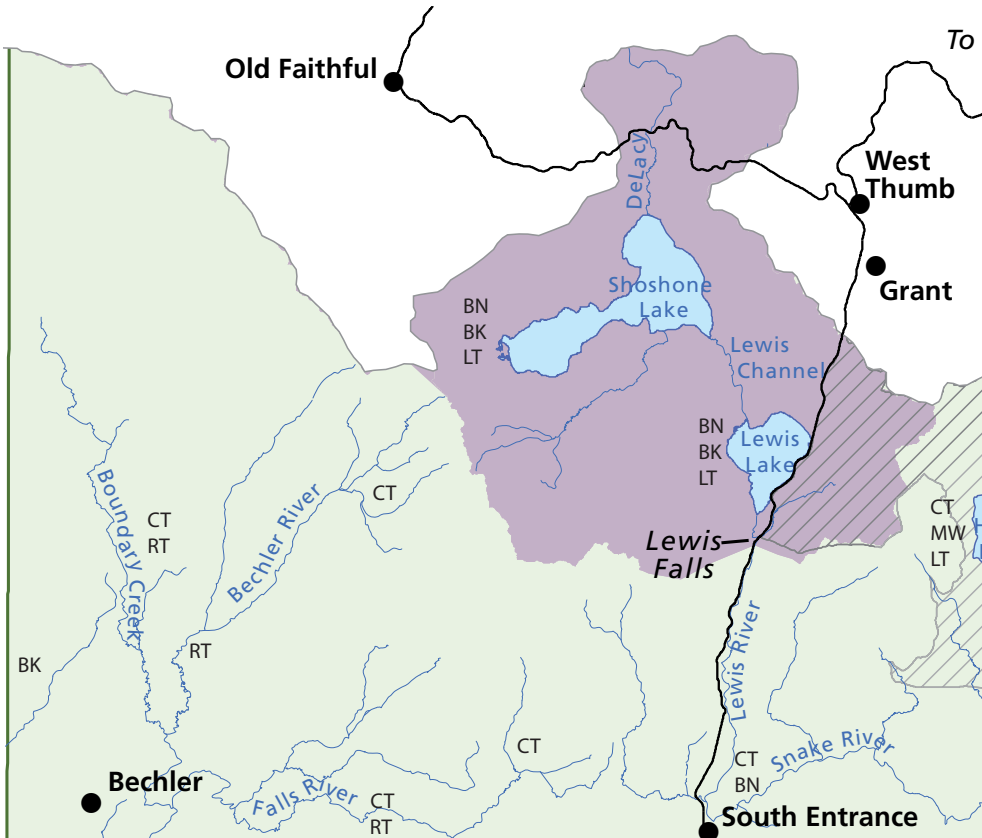 To
Old Faithful
West
Thumb
DeLacy
Grant
Shoshone
Lake
BN
BK
LT
Lewis
Channel
BN
BK
LT
Lewis
Lake
Boundary Creek
CT
RT
Bechler River
CT
CT
MW
LT
H
Lewis
Falls
BK
RT
Lewis River
CT
CT
BN
Snake River
Bechler
Falls River
CT
RT
South Entrance